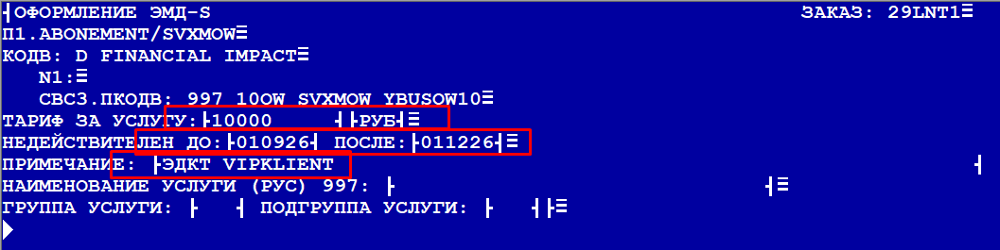 ОФОРМЛЕНИЕ ЭМД-S ЗАКАЗ: 29LNT1
П1.ABONEMENT/SVXMOW
КОДВ: D FINANCIAL IMPACT
N1:
СВСЗ.ПКОДВ: 997 10OW SVXMOW YBUSOW10
ТАРИФ ЗА УСЛУГУ: 10000 РУБ
НЕДЕЙСТВИТЕЛЕН ДО: 010926 ПОСЛЕ: 011226
ПРИМЕЧАНИЕ: ЭДКТ VIPKLIENT
НАИМЕНОВАНИЕ УСЛУГИ (РУС) 997:
ГРУППА УСЛУГИ: ПОДГРУППА УСЛУГИ: